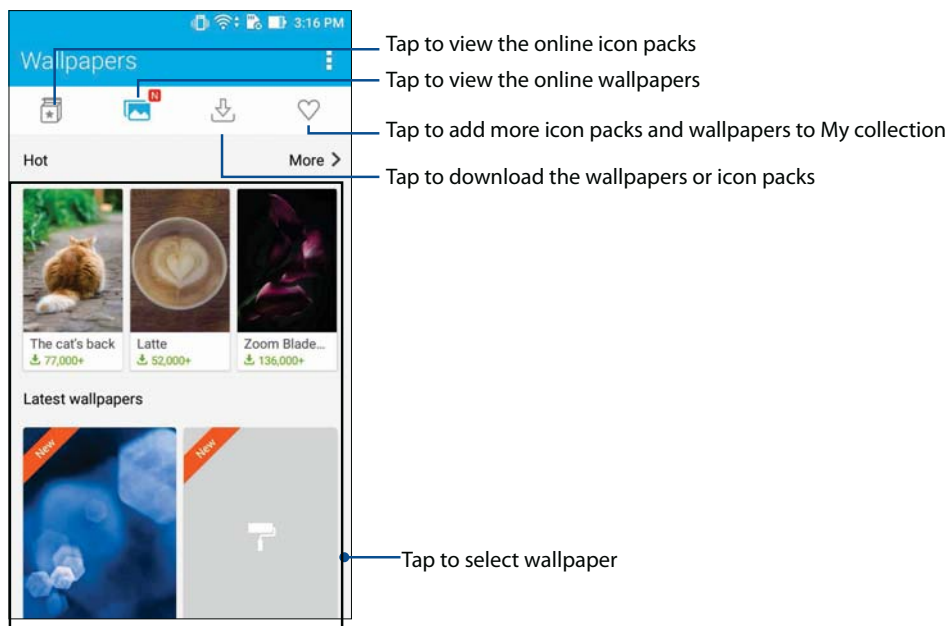 3:16 PM
Wallpapers
Tap to view the online icon packs
Tap to view the online wallpapers
N
Tap to add more icon packs and wallpapers to My collection
Hot
More
Tap to download the wallpapers or icon packs
The cat's back
Latte
Zoom Blade...
77,000+
52,000+
136,000+
Latest wallpapers
New
New
Tap to select wallpaper